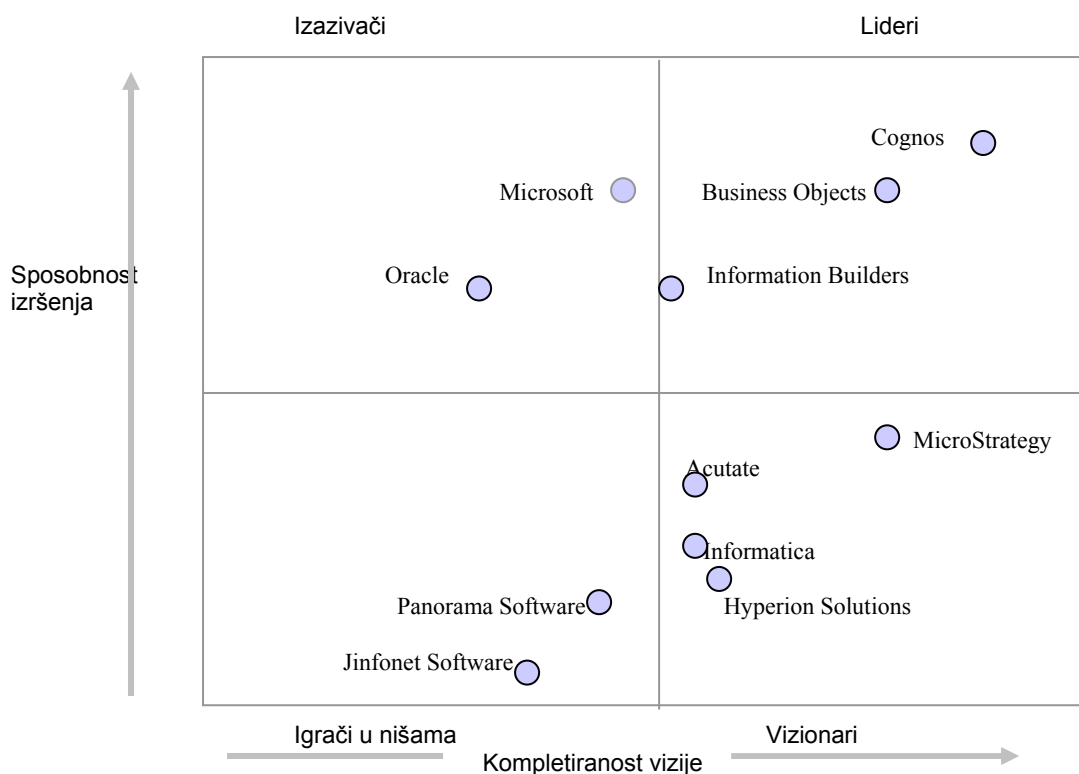 Izazivači
Lideri
Cognos
Microsoft
Business Objects
Sposobnost
izršenja
Oracle
Information Builders
MicroStrategy
Acutate
Informatica
Panorama Software
Hyperion Solutions
Jinfonet Software
Igrači u nišama
Vizionari
Kompletiranost vizije